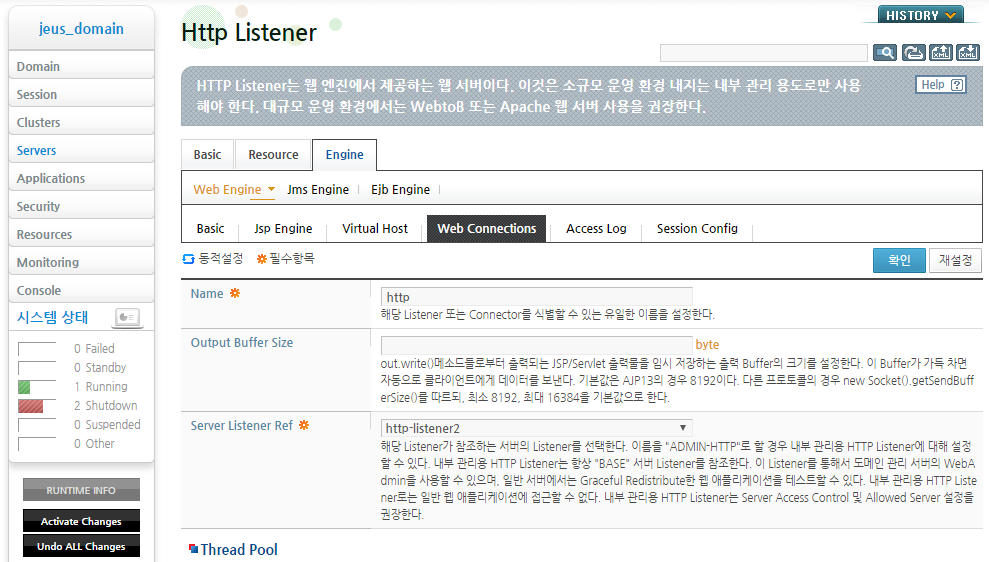 jeus_domain
Domain
Session
Clusters
Servers
Applications
Security
Resources
Monitoring
Console
시스템 상태
0 Failed
0 Standby
1 Running
2 Shutdown
0 Suspended
0 Other
RUNTIME INFO
Activate Changes
Undo ALL Changes
HISTORY
Http Listener
HTTP Listener는 웹 엔진에서 제공하는 웹 서버이다. 이것은 소규모 운영 환경 내지는 내부 관리 용도로만 사용
해야 한다. 대규모 운영 환경에서는 WebtoB 또는 Apache 웹 서버 사용을 권장한다.
Help ?
Basic Resource Engine
Web Engine Jms Engine Ejb Engine
Basic Jsp Engine Virtual Host Web Connections Access Log Session Config
동적설정 필수항목 확인 재설정
Name http
해당 Listener 또는 Connector를 식별할 수 있는 유일한 이름을 설정한다.
Output Buffer Size byte
out.write()메소드들로부터 출력되는 JSP/Servlet 출력물을 임시 저장하는 출력 Buffer의 크기를 설정한다. 이 Buffer가 가득 차면
자동으로 클라이언트에게 데이터를 보낸다. 기본값은 AJP13의 경우 8192이다. 다른 프로토콜의 경우 new Socket().getSendBuff
erSize()를 따르되, 최소 8192, 최대 16384을 기본값으로 한다.
Server Listener Ref http-listener2
해당 Listener가 참조하는 서버의 Listener를 선택한다. 이름을 "ADMIN-HTTP"로 할 경우 내부 관리용 HTTP Listener에 대해 설정
할 수 있다. 내부 관리용 HTTP Listener는 항상 "BASE" 서버 Listener를 참조한다. 이 Listener를 통해서 도메인 관리 서버의 WebA
dmin을 사용할 수 있으며, 일반 서버에서는 Graceful Redistribute한 웹 애플리케이션을 테스트할 수 있다. 내부 관리용 HTTP Liste
ner로는 일반 웹 애플리케이션에 접근할 수 없다. 내부 관리용 HTTP Listener는 Server Access Control 및 Allowed Server 설정을
권장한다.
Thread Pool